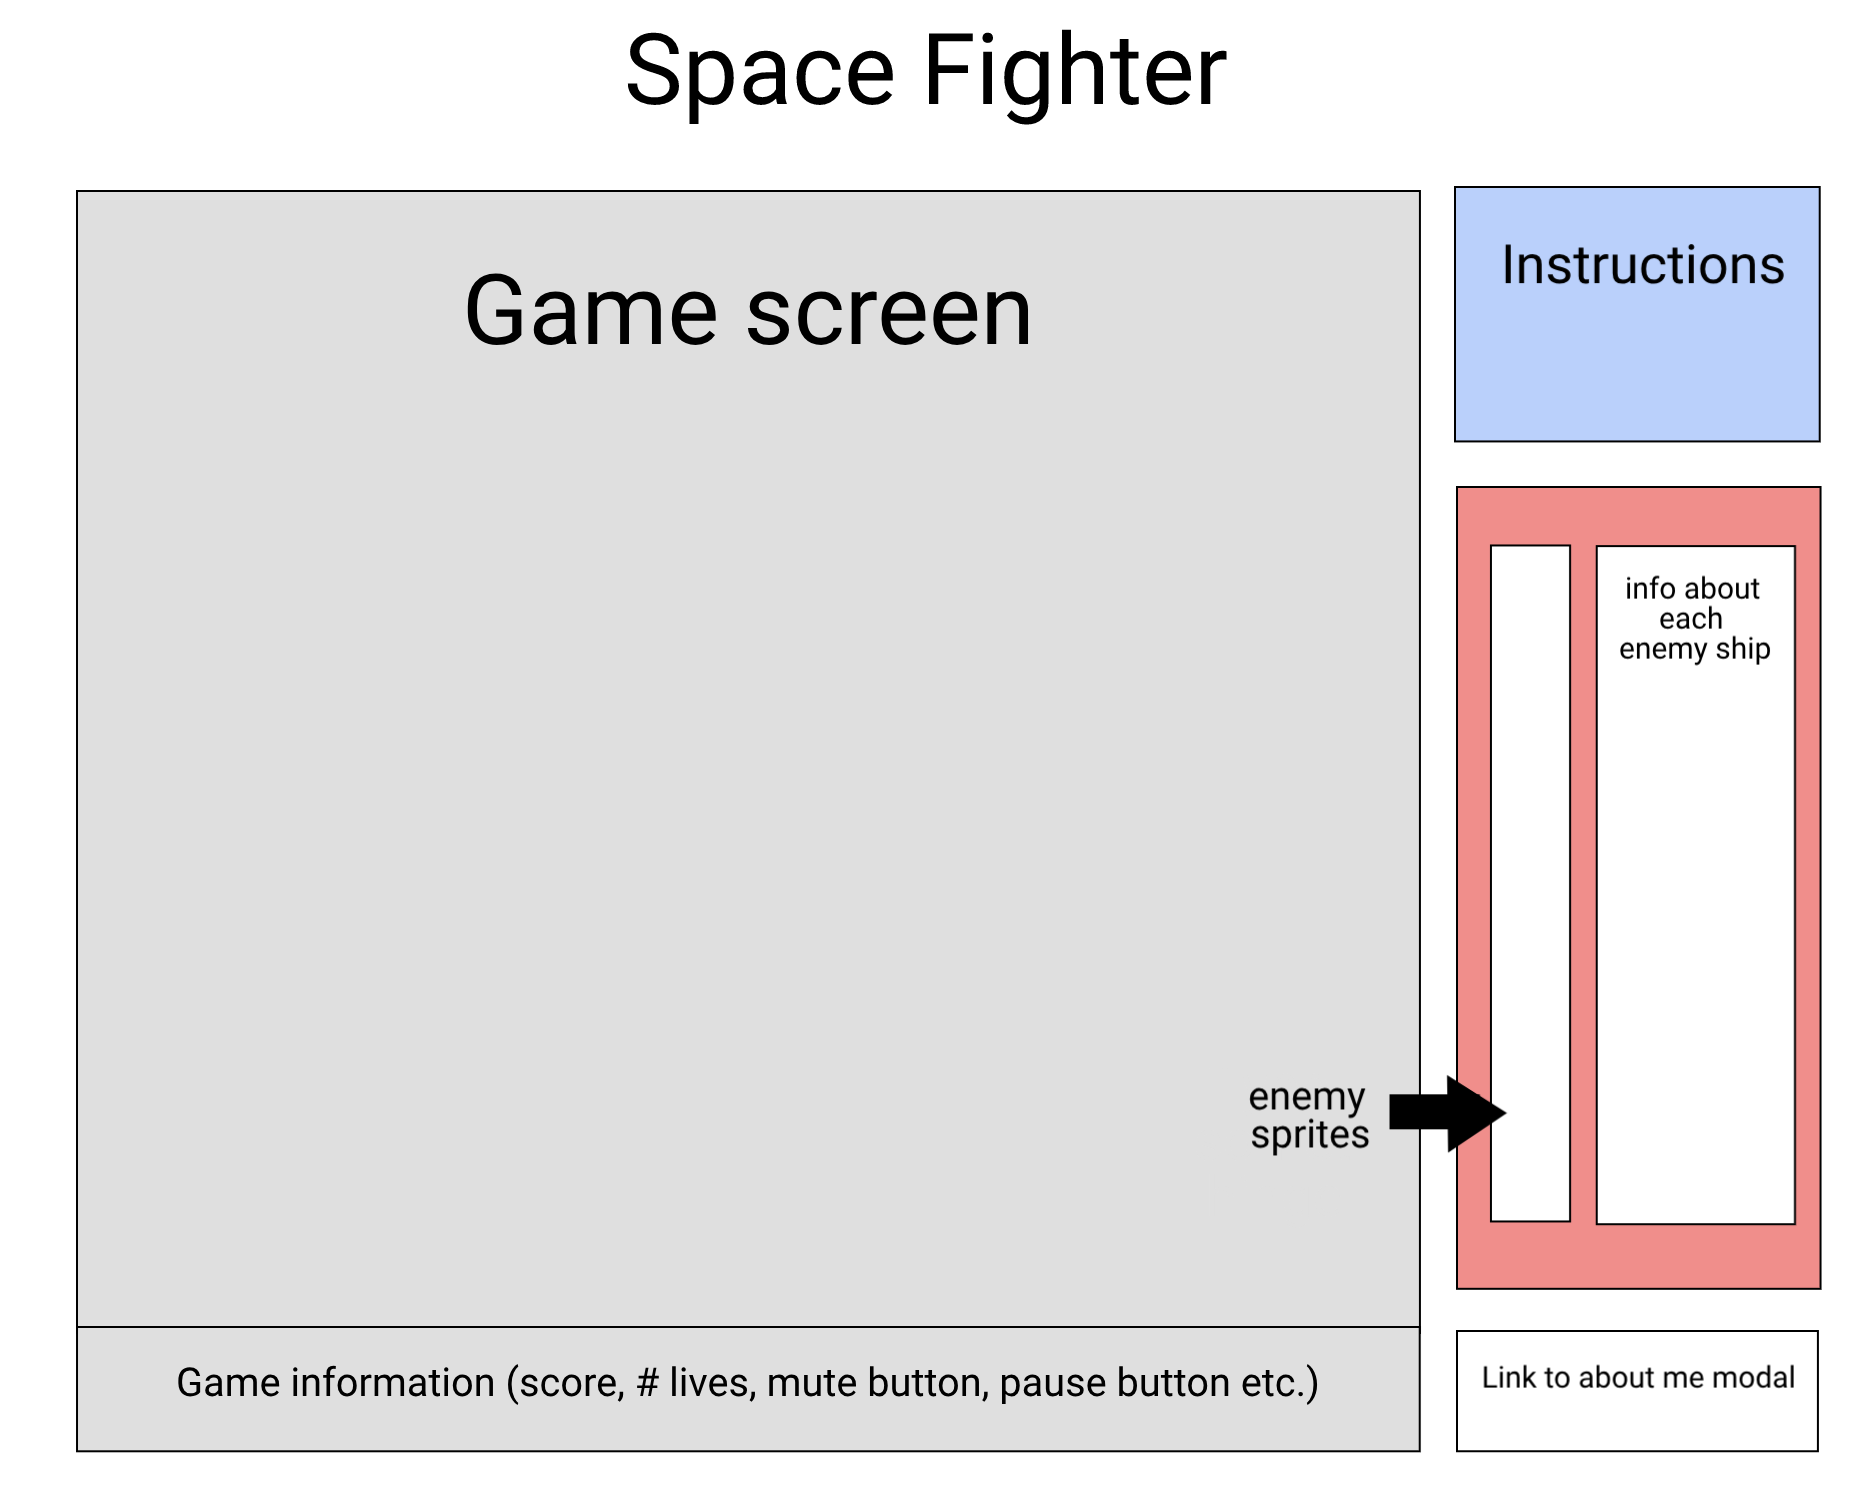 Space Fighter
Game screen
Instructions
info about
each
enemy ship
enemy
sprites
Game information (score, # lives, mute button, pause button etc.)
Link to about me modal